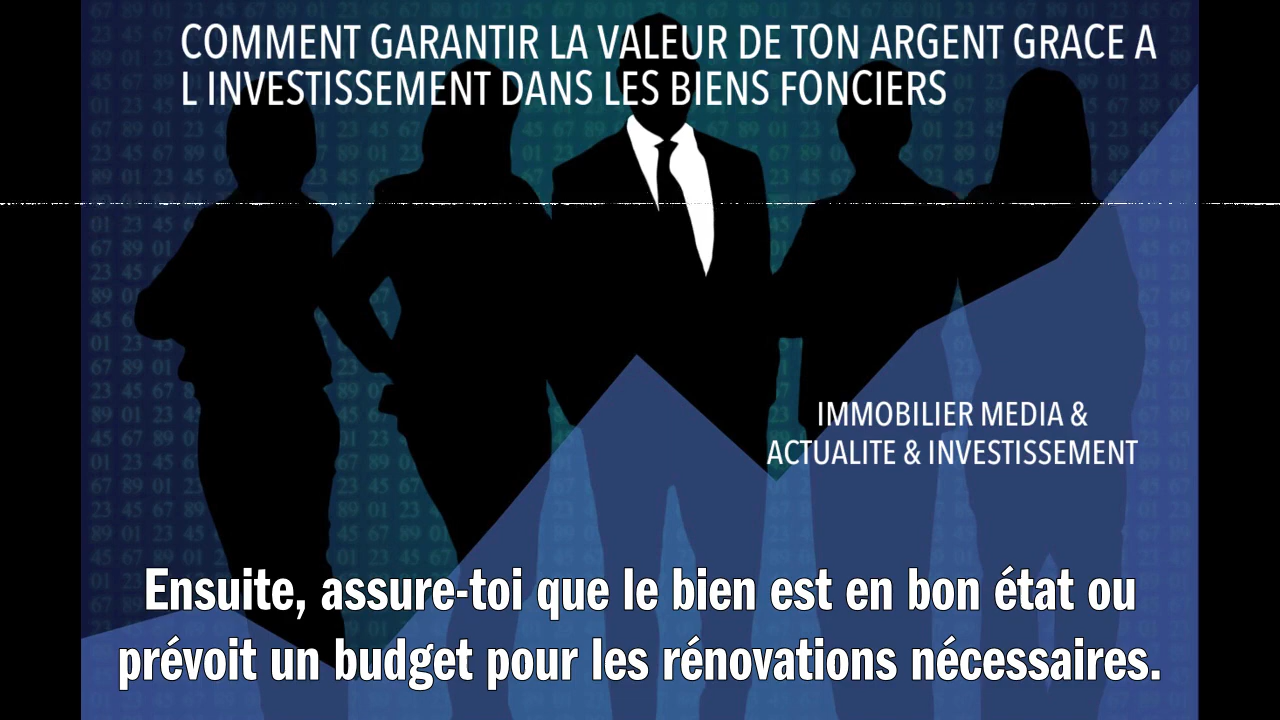 COMMENT GARANTIR LA VALEUR DE TON ARGENT GRACE A
L INVESTISSEMENT DANS LES BIENS FONCIERS
IMMOBILIER MEDIA &
ACTUALITE & INVESTISSEMENT
Ensuite, assure-toi que le bien est en bon état ou
prévoit un budget pour les rénovations nécessaires.